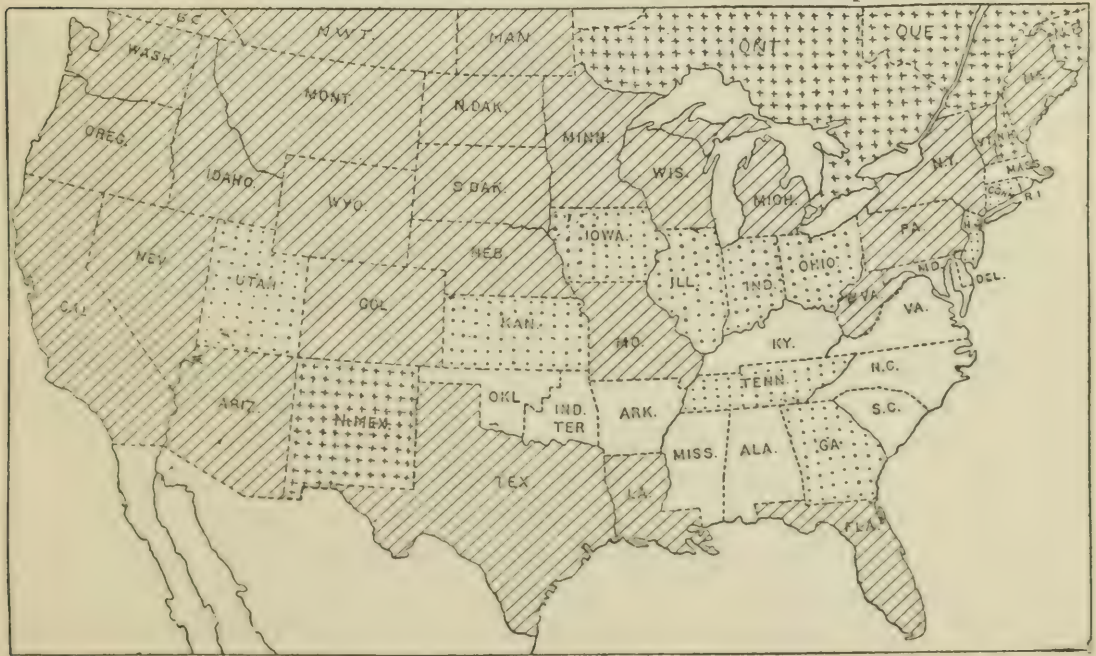 B C
N.W.T.
MAN
ONT
QUE
N.B
WASH.
MONT.
N.DAK.
MINN.
ME.
OREG.
IDAHO.
WYO.
S.DAK.
WIS.
MICH.
N.Y.
VT.
N.H.
MASS
CON.
R.I
NEV.
UTAH
COL
NEB
IOWA.
ILL.
IND.
OHIO.
PA.
N.J.
MD.
DEL.
CAL
KAN.
MO.
KY.
W.VA.
VA.
ARIZ.
N.MEX.
OKL
IND.
TER
ARK.
TENN.
N.C.
S.C.
TEX
LA.
MISS.
ALA.
GA
FLA.